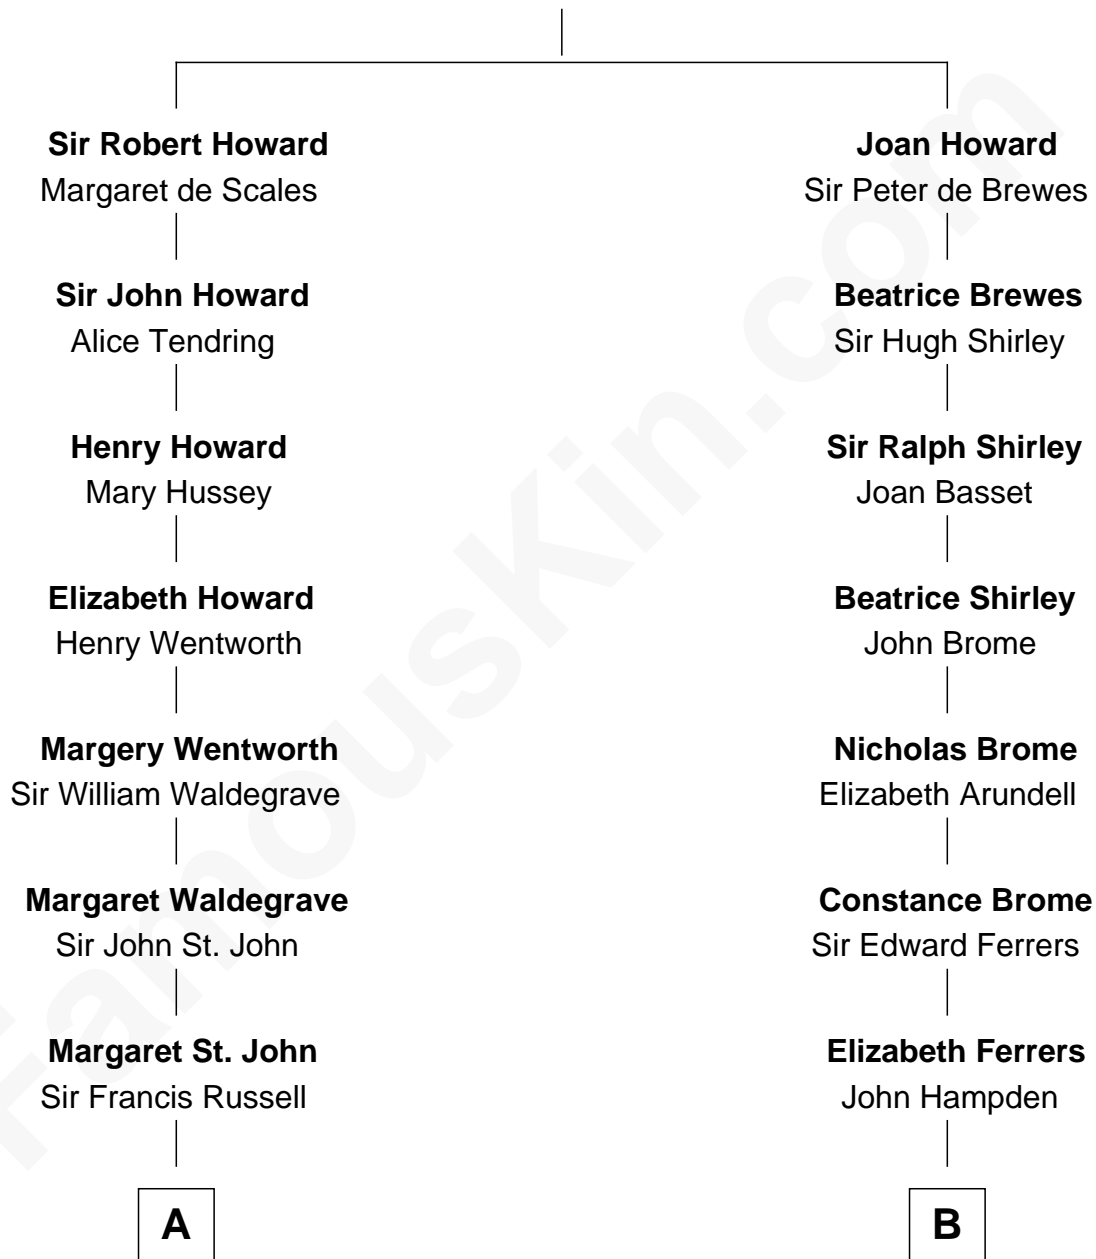 Sir Robert Howard
Margaret de Scales
Joan Howard
Sir Peter de Brewes
Sir John Howard
Alice Tendring
Beatrice Brewes
Sir Hugh Shirley
Henry Howard
Mary Hussey
Sir Ralph Shirley
Joan Basset
Elizabeth Howard
Henry Wentworth
Beatrice Shirley
John Brome
Margery Wentworth
Sir William Waldegrave
Nicholas Brome
Elizabeth Arundell
Margaret Waldegrave
Sir John St. John
Constance Brome
Sir Edward Ferrers
Margaret St. John
Sir Francis Russell
Elizabeth Ferrers
John Hampden
A
B
FamousKin.com